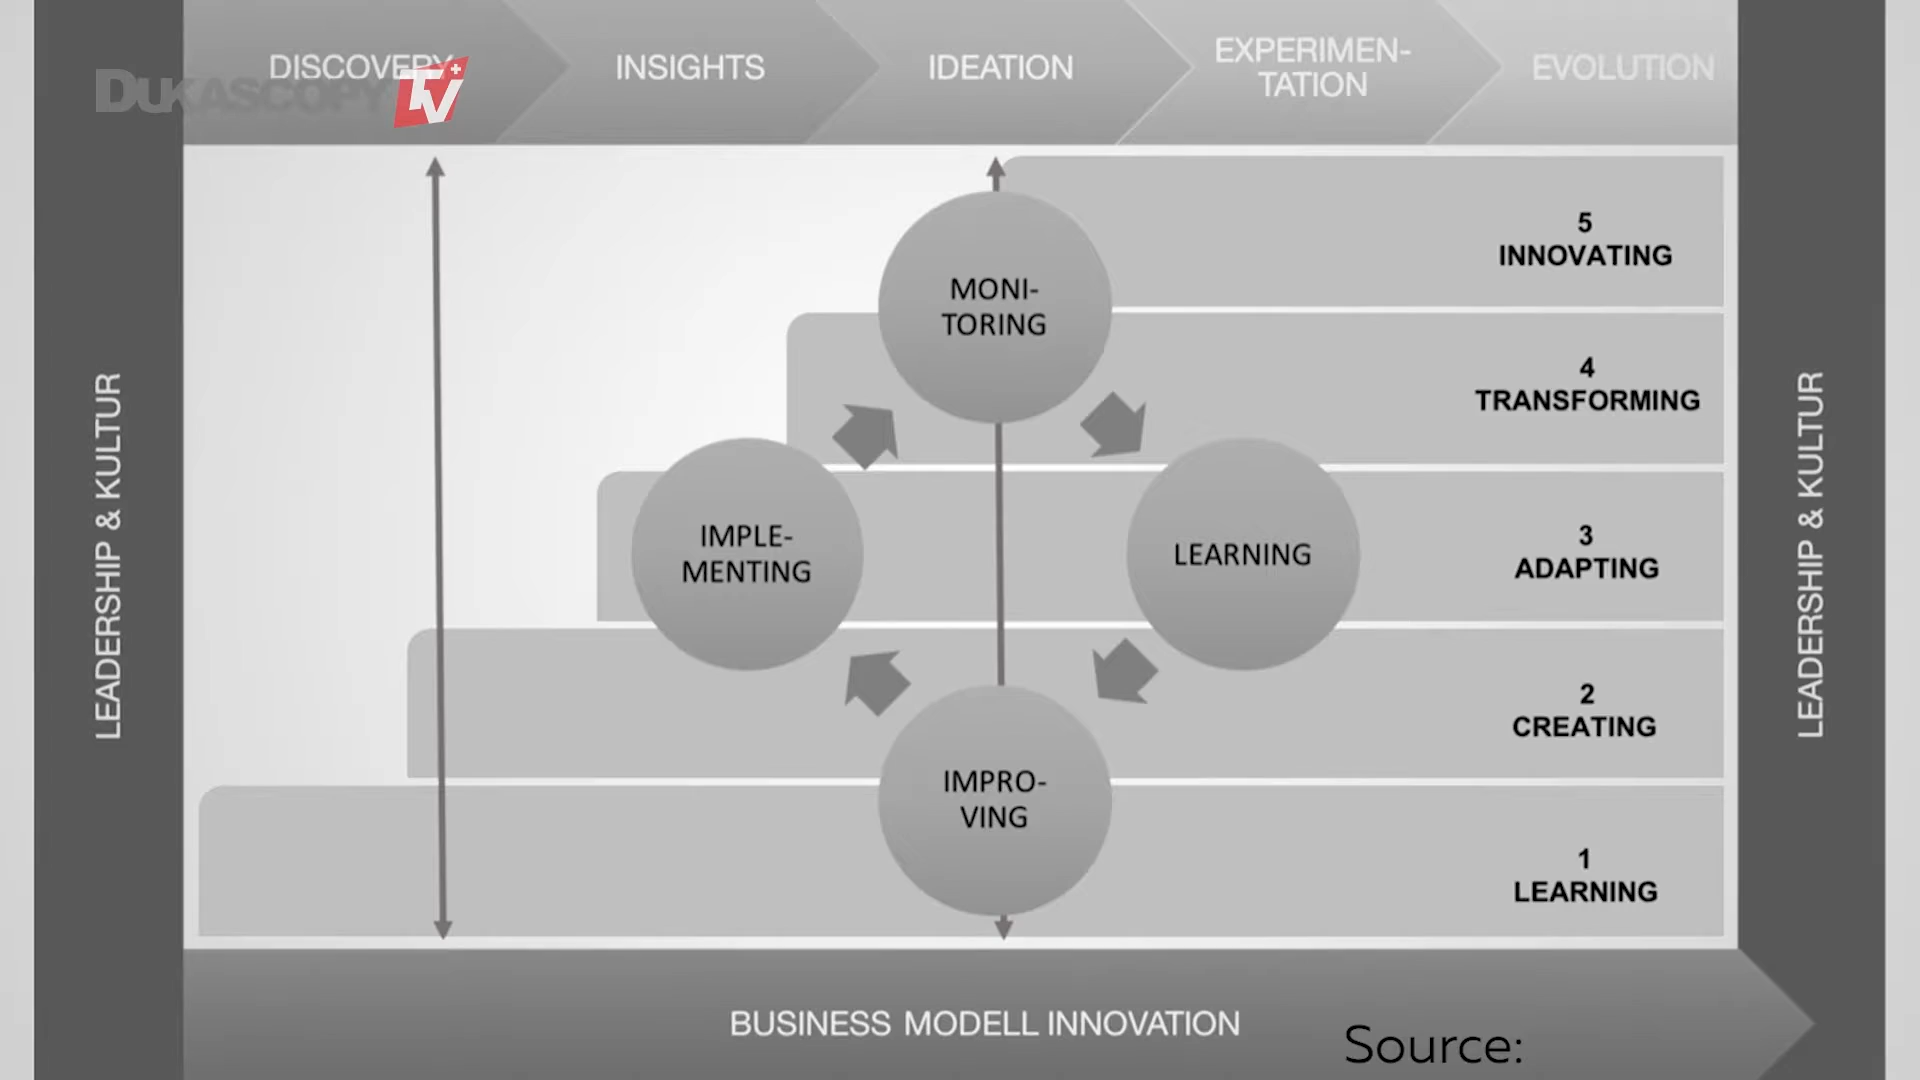 DISCOVERY
INSIGHTS
IDEATION
EXPERIMEN-
TATION
EVOLUTION
DUKASCOPY TV
5
INNOVATING
MONI-
TORING
4
TRANSFORMING
LEADERSHIP & KULTUR
IMPLE-
MENTING
LEARNING
3
ADAPTING
LEADERSHIP & KULTUR
2
CREATING
IMPRO-
VING
1
LEARNING
BUSINESS MODELL INNOVATION
Source: